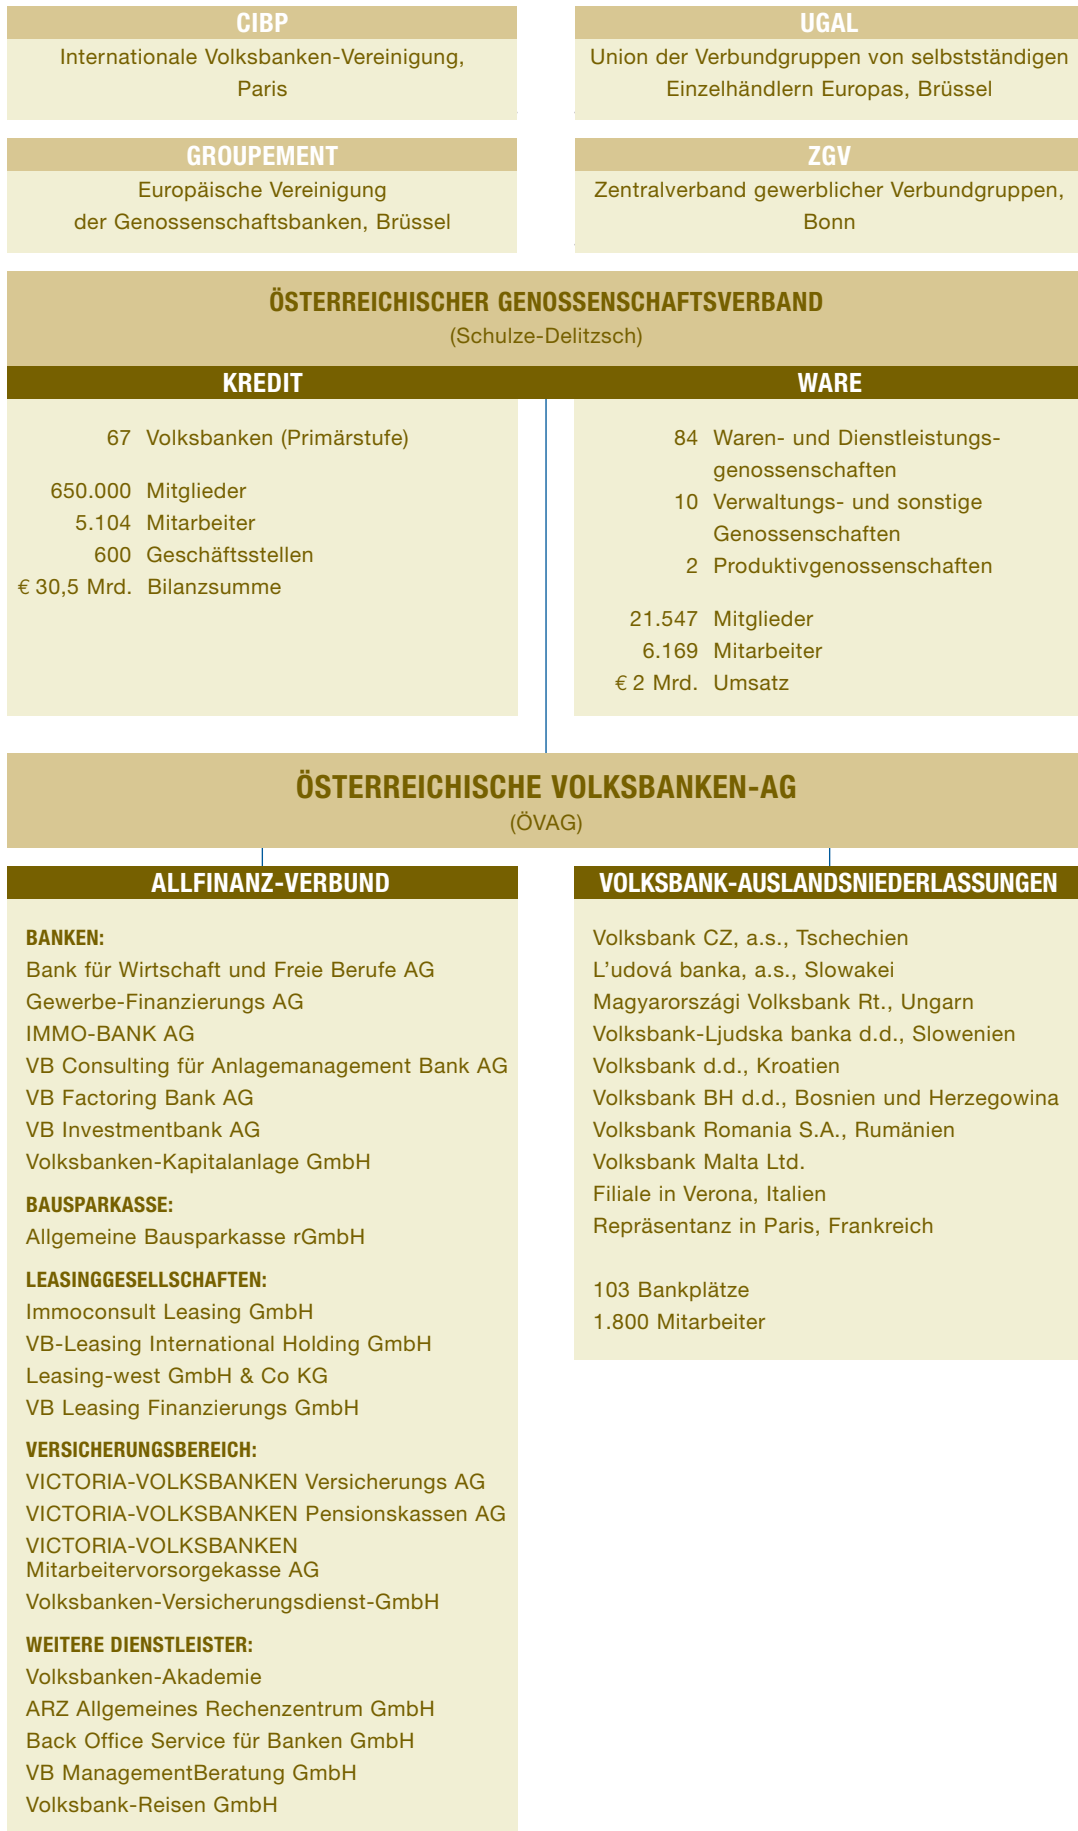 CIBP
Internationale Volksbanken-Vereinigung,
Paris
UGAL
Union der Verbundgruppen von selbstständigen
Einzelhändlern Europas, Brüssel
GROUPEMENT
Europäische Vereinigung
der Genossenschaftsbanken, Brüssel
ZGV
Zentralverband gewerblicher Verbundgruppen,
Bonn
ÖSTERREICHISCHER GENOSSENSCHAFTSVERBAND
(Schulze-Delitzsch)
KREDIT
67 Volksbanken (Primärstufe)
650.000 Mitglieder
5.104 Mitarbeiter
600 Geschäftsstellen
€ 30,5 Mrd. Bilanzsumme
WARE
84 Waren- und Dienstleistungs-
genossenschaften
10 Verwaltungs- und sonstige
Genossenschaften
2 Produktivgenossenschaften
21.547 Mitglieder
6.169 Mitarbeiter
€ 2 Mrd. Umsatz
ÖSTERREICHISCHE VOLKSBANKEN-AG
(ÖVAG)
ALLFINANZ-VERBUND
BANKEN:
Bank für Wirtschaft und Freie Berufe AG
Gewerbe-Finanzierungs AG
IMMO-BANK AG
VB Consulting für Anlagemanagement Bank AG
VB Factoring Bank AG
VB Investmentbank AG
Volksbanken-Kapitalanlage GmbH
BAUSPARKASSE:
Allgemeine Bausparkasse rGmbH
LEASINGGESELLSCHAFTEN:
Immoconsult Leasing GmbH
VB-Leasing International Holding GmbH
Leasing-west GmbH & Co KG
VB Leasing Finanzierungs GmbH
VERSICHERUNGSBEREICH:
VICTORIA-VOLKSBANKEN Versicherungs AG
VICTORIA-VOLKSBANKEN Pensionskassen AG
VICTORIA-VOLKSBANKEN
Mitarbeitervorsorgekasse AG
Volksbanken-Versicherungsdienst-GmbH
WEITERE DIENSTLEISTER:
Volksbanken-Akademie
ARZ Allgemeines Rechenzentrum GmbH
Back Office Service für Banken GmbH
VB ManagementBeratung GmbH
Volksbank-Reisen GmbH
VOLKSBANK-AUSLANDSNIEDERLASSUNGEN
Volksbank CZ, a.s., Tschechien
L'udová banka, a.s., Slowakei
Magyarországi Volksbank Rt., Ungarn
Volksbank-Ljudska banka d.d., Slowenien
Volksbank d.d., Kroatien
Volksbank BH d.d., Bosnien und Herzegowina
Volksbank Romania S.A., Rumänien
Volksbank Malta Ltd.
Filiale in Verona, Italien
Repräsentanz in Paris, Frankreich
103 Bankplätze
1.800 Mitarbeiter